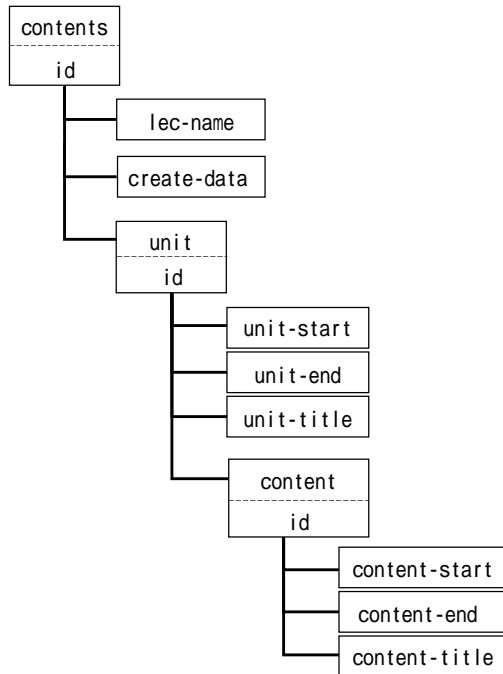 contents
id
lec-name
create-data
unit
id
unit-start
unit-end
unit-title
content
id
content-start
content-end
content-title